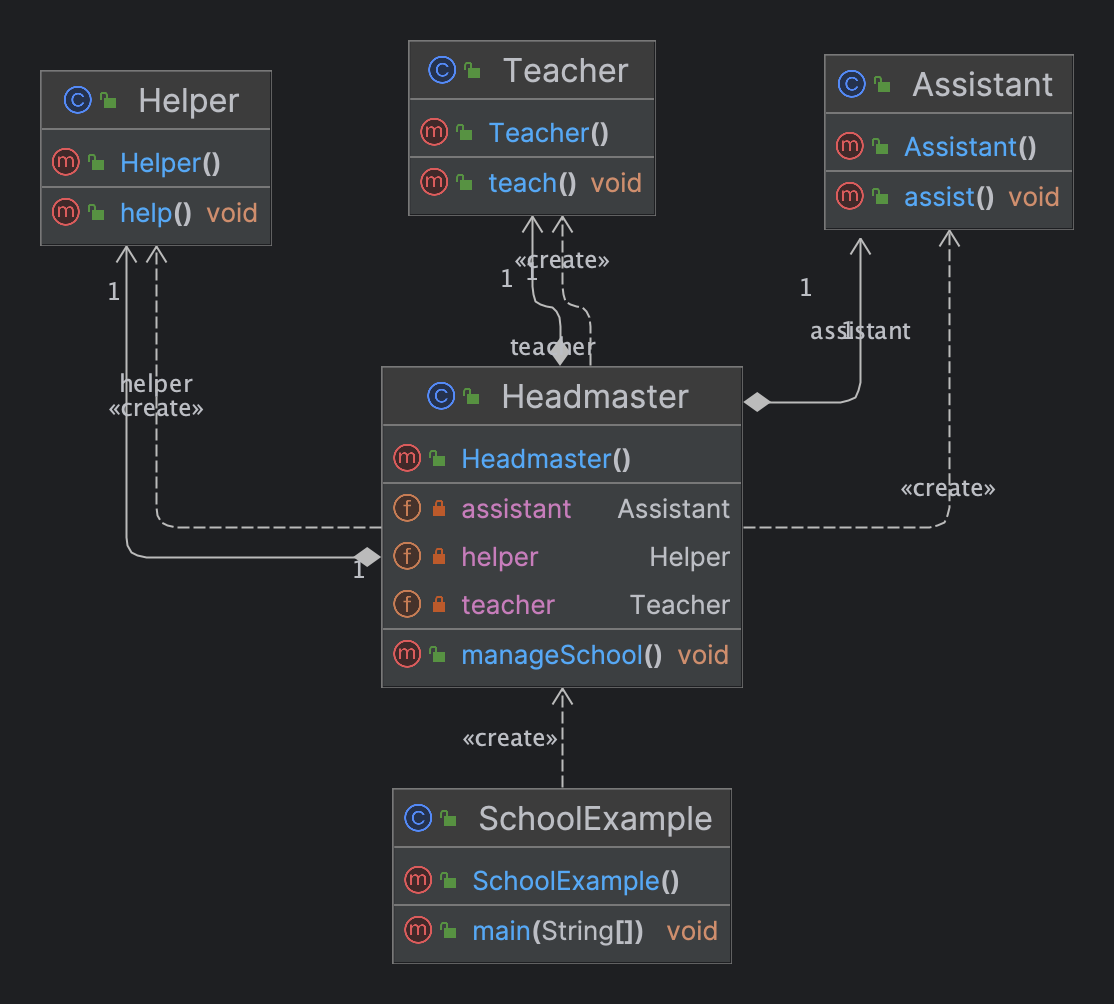 Helper
Helper()
help() void
Teacher
Teacher()
teach() void
Assistant
Assistant()
assist() void
1
helper
«create»
1
«create»
1
1
teacher
1
assistant
1
«create»
Headmaster
Headmaster()
assistant Assistant
helper Helper
teacher Teacher
manageSchool() void
«create»
SchoolExample
SchoolExample()
main(String[]) void